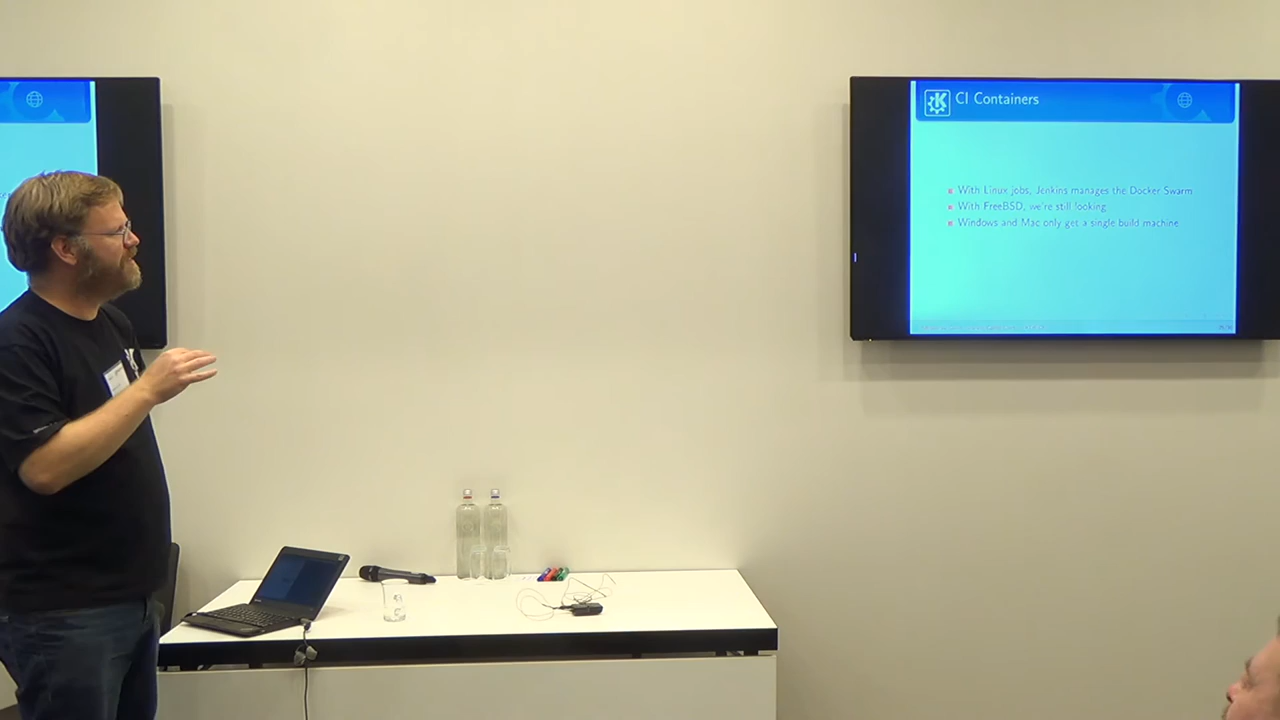 CI Containers
With Linux jobs, Jenkins manages the Docker Swarm
With FreeBSD, we're still looking
Windows and Mac only get a single build machine